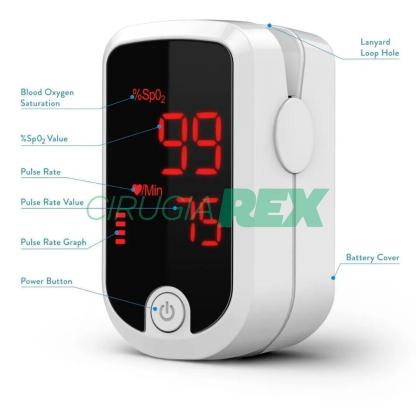 Lanyard
Loop Hole
Blood Oxygen
Saturation
%SpO₂
%SpO₂ Value
99
Pulse Rate
♥/Min
Pulse Rate Value
75
CIRUGIA REX
Pulse Rate Graph
Battery Cover
Power Button